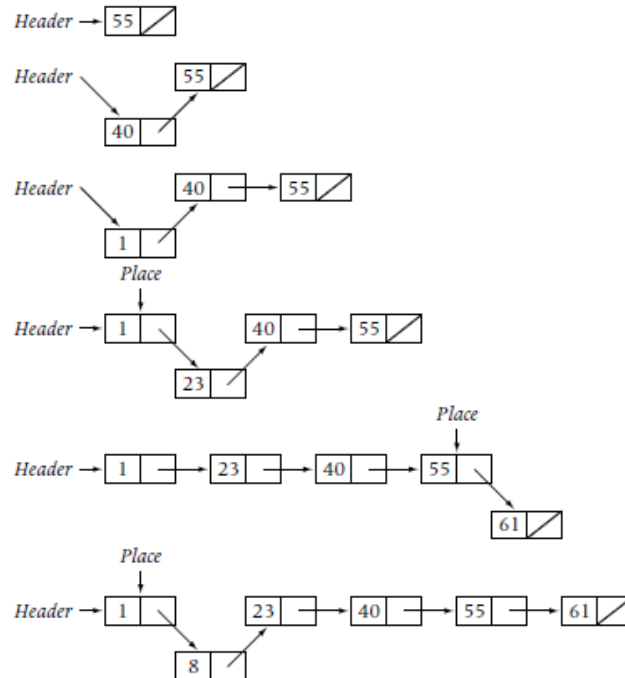 Header 55
Header 55
40
Header 40 55
1
Place
Header 1 40 55
23
Place
Header 1 23 40 55
61
Place
Header 1 23 40 55 61
8